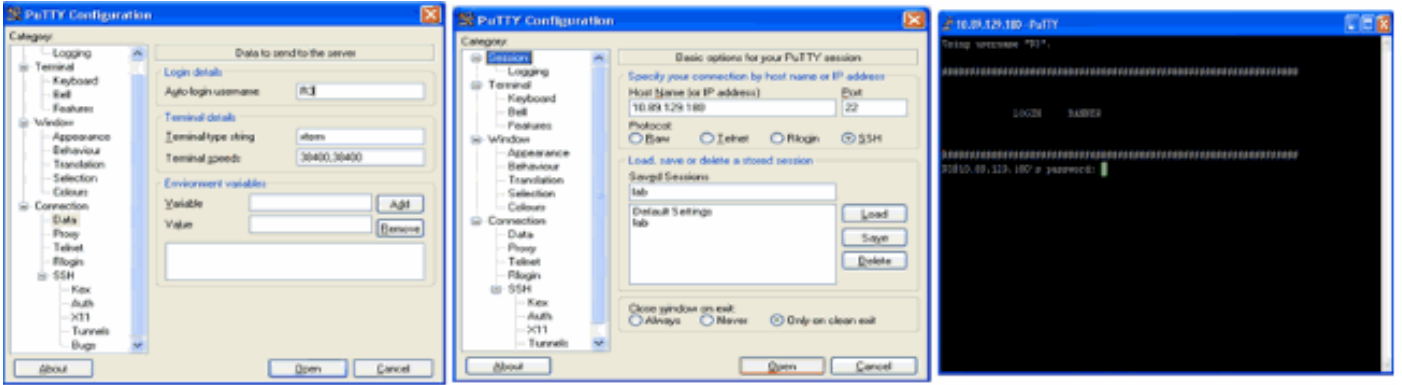 PuTTY Configuration
Category:
Logging
Terminal
Keyboard
Bell
Features
Window
Appearance
Behaviour
Translation
Selection
Colours
Connection
Data
Proxy
Telnet
Rlogin
SSH
Kex
Auth
X11
Tunnels
Bugs
Data to send to the server
Login details
Auto-login username
Terminal details
Terminal-type string xterm
Terminal speeds 38400,38400
Environment variables
Variable Add
Value Remove
About Open Cancel
PuTTY Configuration
Category:
Session
Logging
Terminal
Keyboard
Bell
Features
Window
Appearance
Behaviour
Translation
Selection
Colours
Connection
Data
Proxy
Telnet
Rlogin
SSH
Kex
Auth
X11
Tunnels
Basic options for your PuTTY session
Specify your connection by host name or IP address
Host Name (or IP address) Port
10.89.129.180 22
Protocol:
Raw Telnet Rlogin SSH
Load, save or delete a stored session
Saved Sessions
lab
Default Settings
lab
Load
Save
Delete
Close window on exit:
Always Never Only on clean exit
About Open Cancel
10.89.129.180 - PuTTY
Using username
LOGIN BANNER
password: